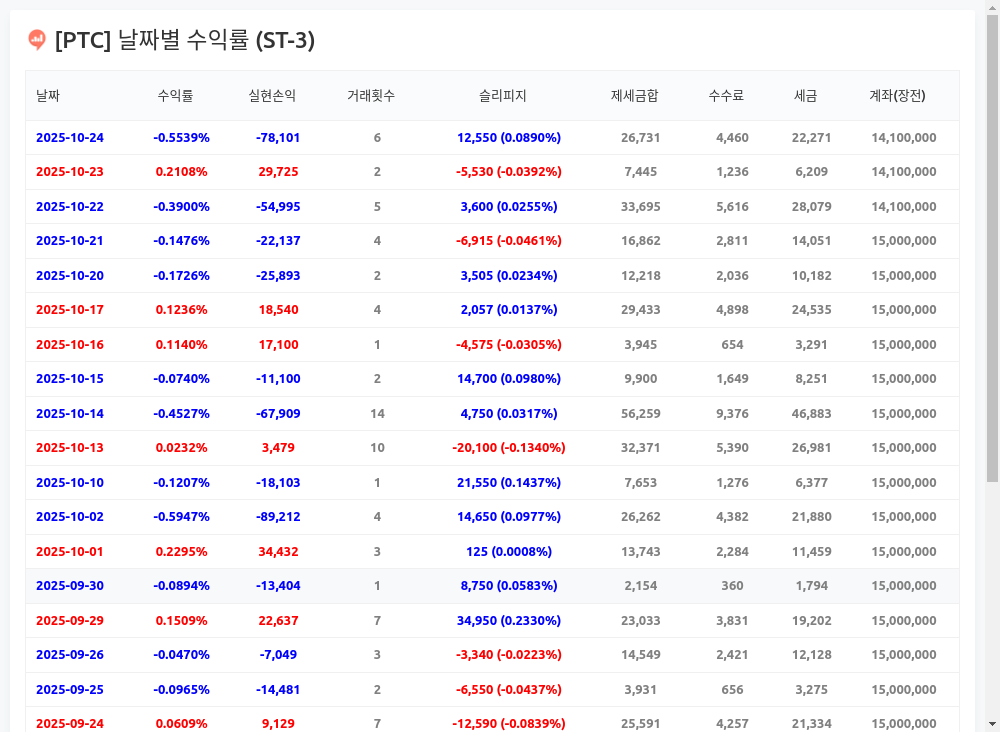 [PTC] 날짜별 수익률 (ST-3)
날짜 수익률 실현손익 거래횟수 슬리피지 제세금합 수수료 세금 계좌(장전)
2025-10-24 -0.5539% -78,101 6 12,550 (0.0890%) 26,731 4,460 22,271 14,100,000
2025-10-23 0.2108% 29,725 2 -5,530 (-0.0392%) 7,445 1,236 6,209 14,100,000
2025-10-22 -0.3900% -54,995 5 3,600 (0.0255%) 33,695 5,616 28,079 14,100,000
2025-10-21 -0.1476% -22,137 4 -6,915 (-0.0461%) 16,862 2,811 14,051 15,000,000
2025-10-20 -0.1726% -25,893 2 3,505 (0.0234%) 12,218 2,036 10,182 15,000,000
2025-10-17 0.1236% 18,540 4 2,057 (0.0137%) 29,433 4,898 24,535 15,000,000
2025-10-16 0.1140% 17,100 1 -4,575 (-0.0305%) 3,945 654 3,291 15,000,000
2025-10-15 -0.0740% -11,100 2 14,700 (0.0980%) 9,900 1,649 8,251 15,000,000
2025-10-14 -0.4527% -67,909 14 4,750 (0.0317%) 56,259 9,376 46,883 15,000,000
2025-10-13 0.0232% 3,479 10 -20,100 (-0.1340%) 32,371 5,390 26,981 15,000,000
2025-10-10 -0.1207% -18,103 1 21,550 (0.1437%) 7,653 1,276 6,377 15,000,000
2025-10-02 -0.5947% -89,212 4 14,650 (0.0977%) 26,262 4,382 21,880 15,000,000
2025-10-01 0.2295% 34,432 3 125 (0.0008%) 13,743 2,284 11,459 15,000,000
2025-09-30 -0.0894% -13,404 1 8,750 (0.0583%) 2,154 360 1,794 15,000,000
2025-09-29 0.1509% 22,637 7 34,950 (0.2330%) 23,033 3,831 19,202 15,000,000
2025-09-26 -0.0470% -7,049 3 -3,340 (-0.0223%) 14,549 2,421 12,128 15,000,000
2025-09-25 -0.0965% -14,481 2 -6,550 (-0.0437%) 3,931 656 3,275 15,000,000
2025-09-24 0.0609% 9,129 7 -12,590 (-0.0839%) 25,591 4,257 21,334 15,000,000